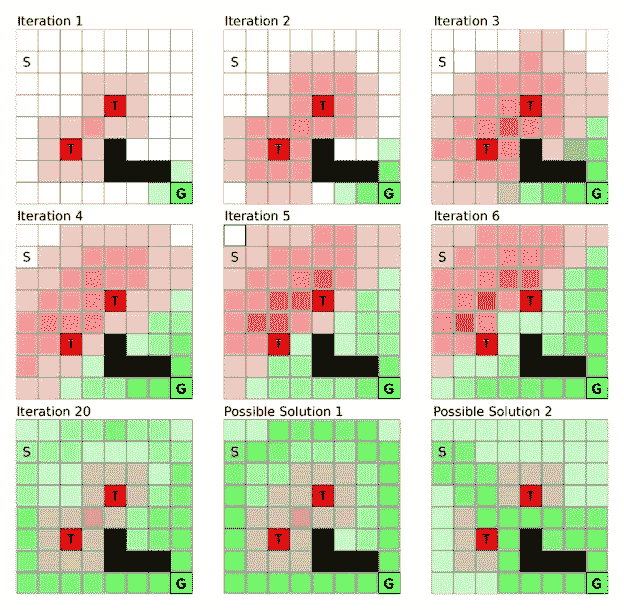 Iteration 1 Iteration 2 Iteration 3
S S S
T T T
T T T
G G G
Iteration 4 Iteration 5 Iteration 6
S S S
T T T
T T T
G G G
Iteration 20 Possible Solution 1 Possible Solution 2
S S S
T T T
T T T
G G G